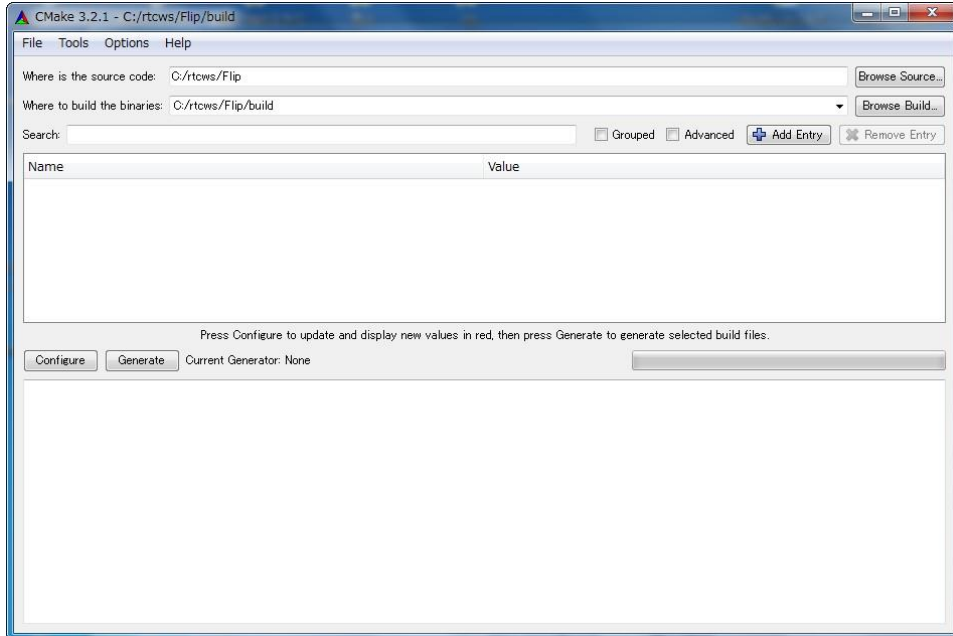 CMake 3.2.1 - C:/rtcws/Flip/build
File Tools Options Help
Where is the source code: C:/rtcws/Flip Browse Source...
Where to build the binaries: C:/rtcws/Flip/build Browse Build...
Search: Grouped Advanced Add Entry Remove Entry
Name Value
Press Configure to update and display new values in red, then press Generate to generate selected build files.
Configure Generate Current Generator: None